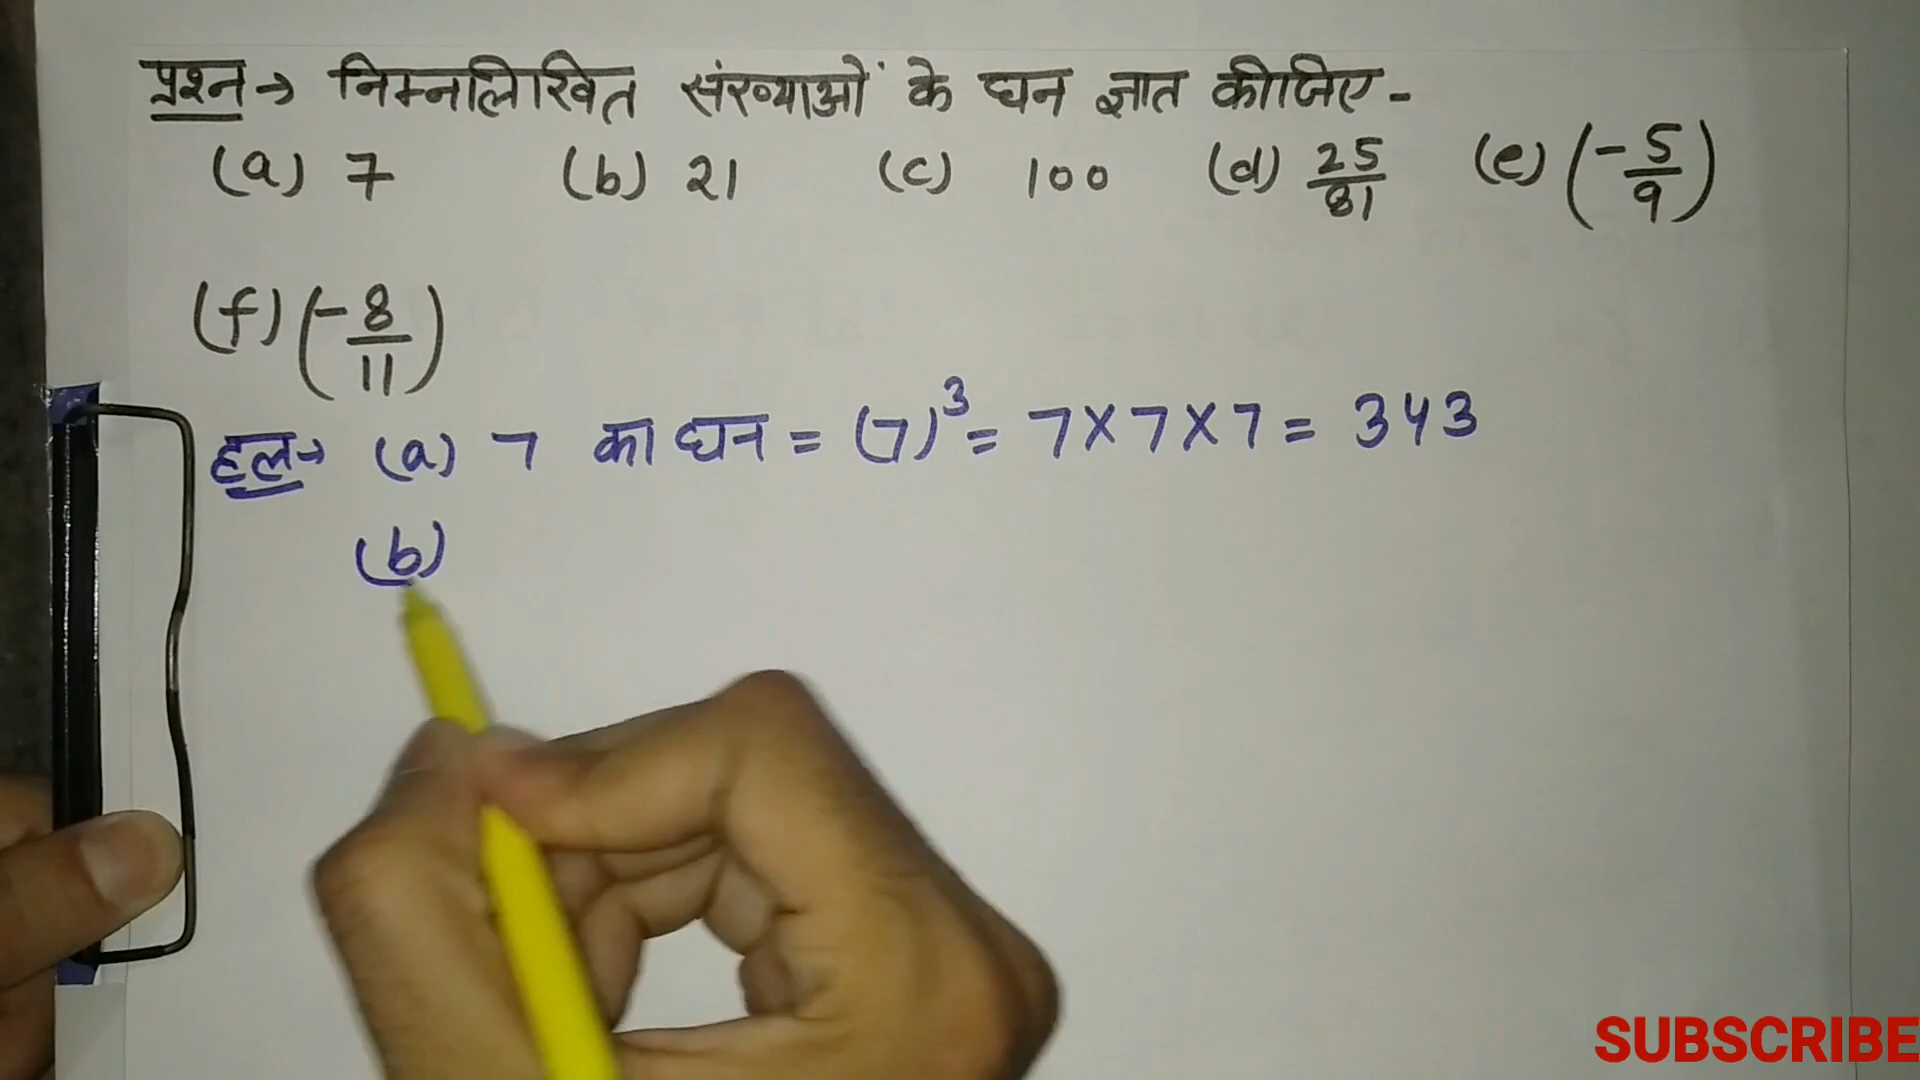 प्रश्न→ निम्नलिखित संख्याओं के घन ज्ञात कीजिए -
(a) 7 (b) 21 (c) 100 (d) 25/81 (e) (-5/9)
(f) (-8/11)
हल→ (a) 7 का घन = (7)³ = 7×7×7 = 343
(b)
SUBSCRIBE